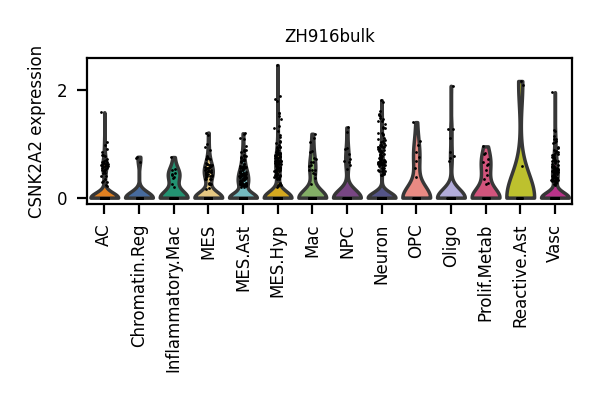 ZH916bulk
CSNK2A2 expression
2
0
AC
Chromatin.Reg
Inflammatory.Mac
MES
MES.Ast
MES.Hyp
Mac
NPC
Neuron
OPC
Oligo
Prolif.Metab
Reactive.Ast
Vasc